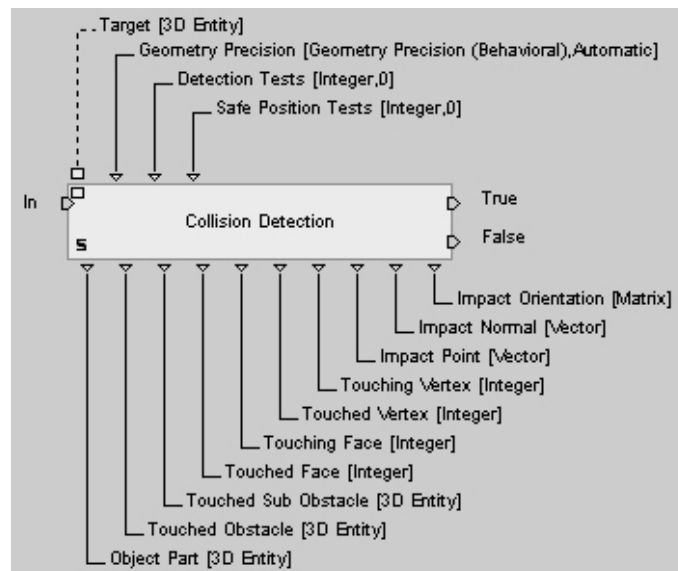 Target [3D Entity]
Geometry Precision [Geometry Precision (Behavioral),Automatic]
Detection Tests [Integer,0]
Safe Position Tests [Integer,0]
In
True
Collision Detection
False
S
Impact Orientation [Matrix]
Impact Normal [Vector]
Impact Point [Vector]
Touching Vertex [Integer]
Touched Vertex [Integer]
Touching Face [Integer]
Touched Face [Integer]
Touched Sub Obstacle [3D Entity]
Touched Obstacle [3D Entity]
Object Part [3D Entity]